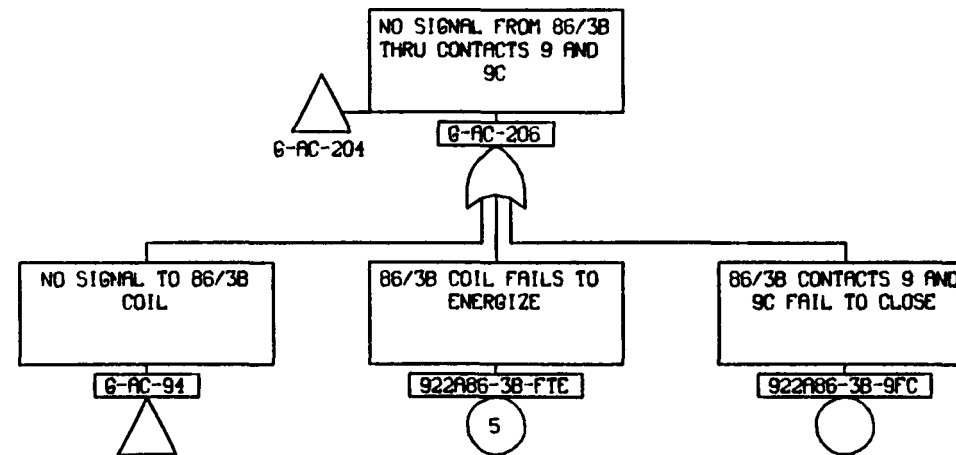 NO SIGNAL FROM 86/3B
THRU CONTACTS 9 AND
9C
G-AC-204
G-AC-206
NO SIGNAL TO 86/3B
COIL
86/3B COIL FAILS TO
ENERGIZE
86/3B CONTACTS 9 AND
9C FAIL TO CLOSE
G-AC-94
922A86-3B-FTE
922A86-3B-9FC
5